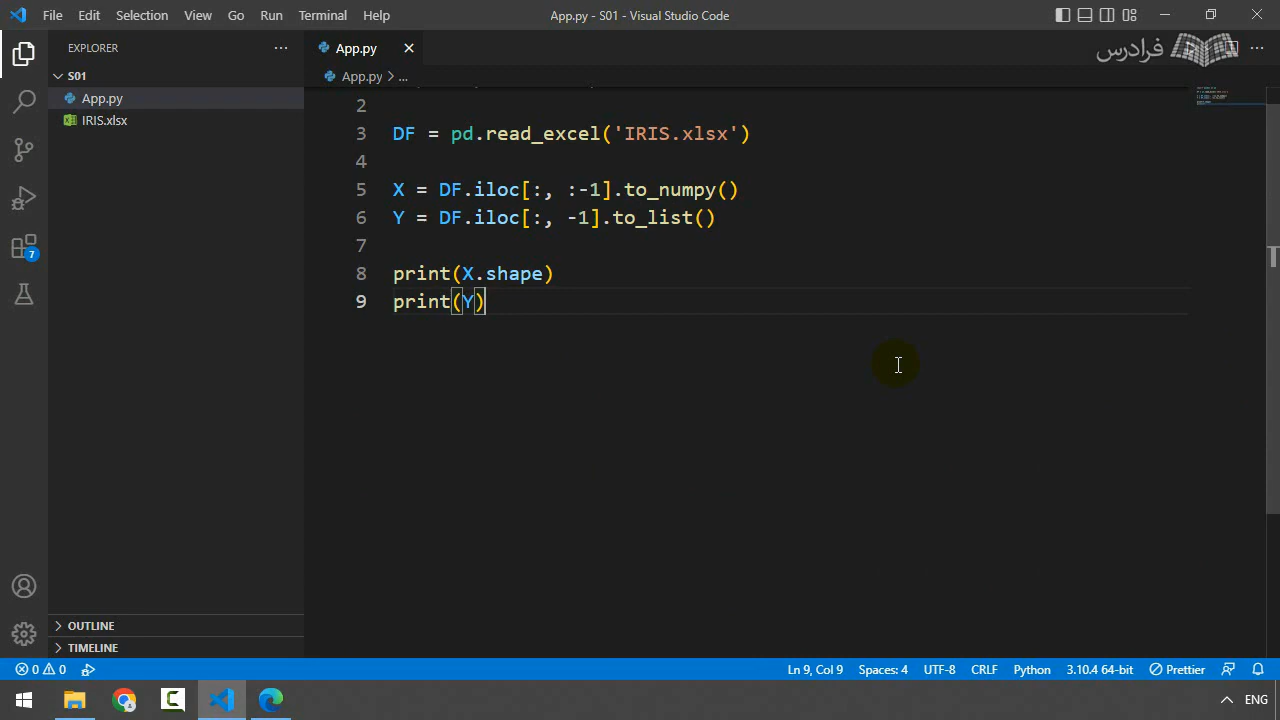 File Edit Selection View Go Run Terminal Help
App.py - S01 - Visual Studio Code
EXPLORER
App.py
فرادرس
S01
App.py > ...
App.py
IRIS.xlsx
2
3 DF = pd.read_excel('IRIS.xlsx')
4
5 X = DF.iloc[:, :-1].to_numpy()
6 Y = DF.iloc[:, -1].to_list()
7
8 print(X.shape)
9 print(Y)
7
OUTLINE
TIMELINE
0 0 Ln 9, Col 9 Spaces: 4 UTF-8 CRLF Python 3.10.4 64-bit Prettier
ENG